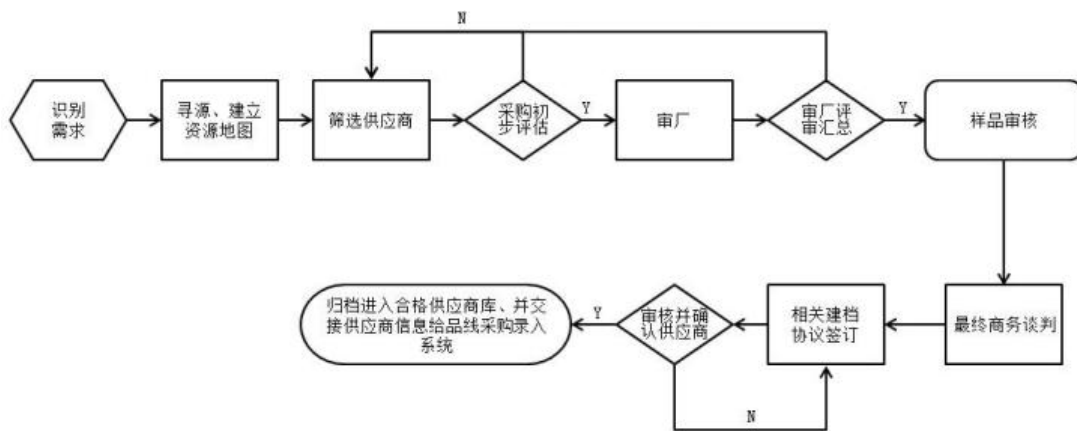 N
识别
需求
寻源、建立
资源地图
筛选供应商
采购初
步评估
Y
审厂
审厂评
审汇总
Y
样品审核
归档进入合格供应商库、并交
接供应商信息给品线采购录入
系统
Y
审核并确
认供应商
相关建档
协议签订
最终商务谈判
N